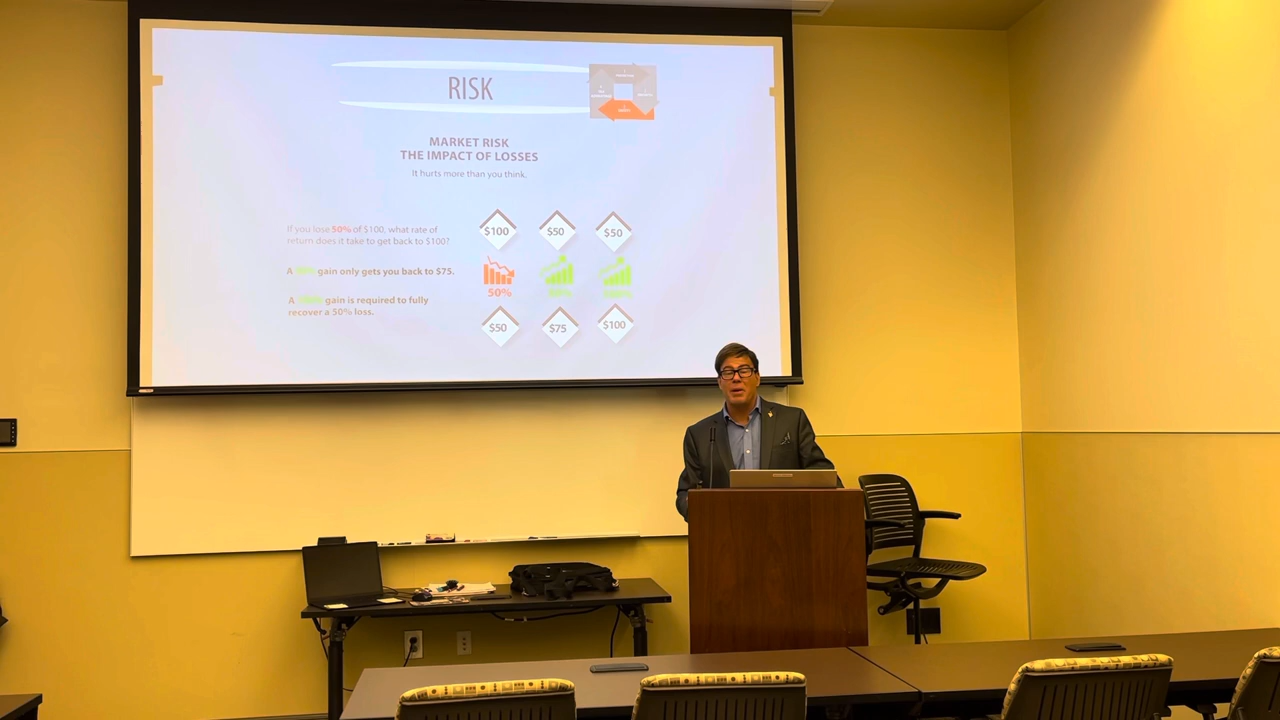 RISK
MARKET RISK
THE IMPACT OF LOSSES
It hurts more than you think.
If you lose 50% of $100, what rate of
return does it take to get back to $100?
$100 $50 $50
A gain only gets you back to $75.
50%
A gain is required to fully
recover a 50% loss.
$50 $75 $100